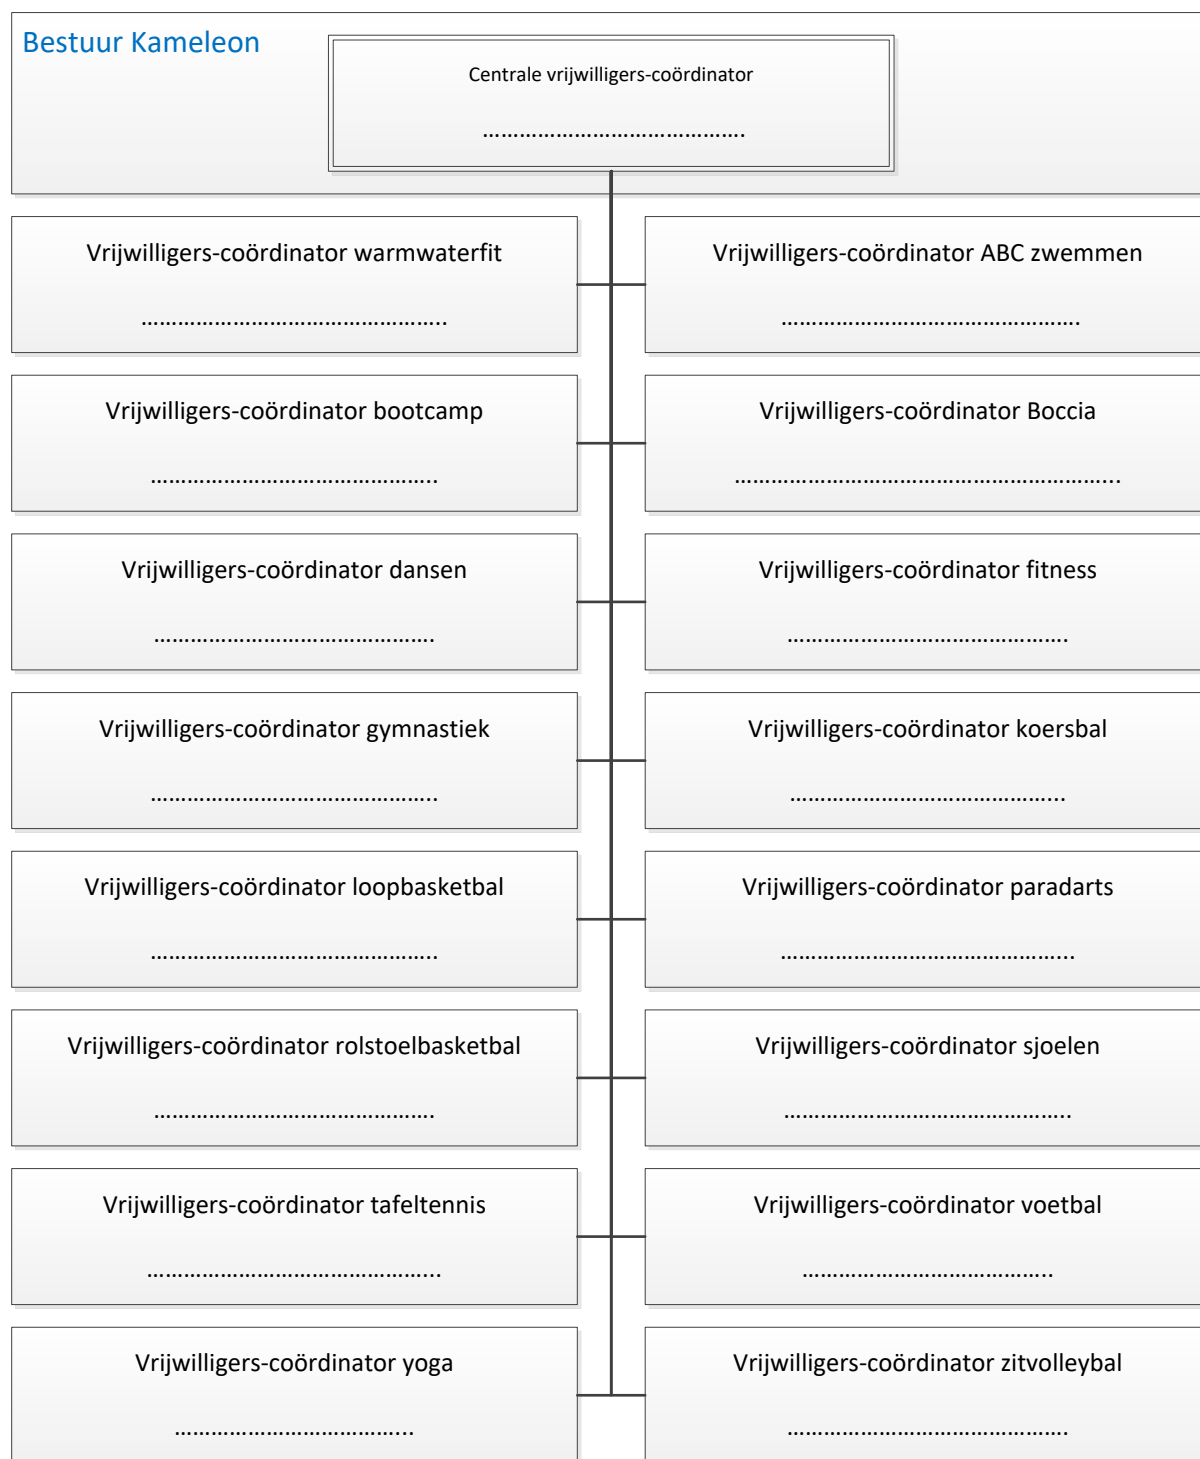 Bestuur Kameleon
Centrale vrijwilligers-coördinator
…………………………………….
Vrijwilligers-coördinator warmwaterfit
…………………………………………..
Vrijwilligers-coördinator ABC zwemmen
………………………………………….
Vrijwilligers-coördinator bootcamp
………………………………………..
Vrijwilligers-coördinator Boccia
……………………………………………………...
Vrijwilligers-coördinator dansen
……………………………………….
Vrijwilligers-coördinator fitness
……………………………………….
Vrijwilligers-coördinator gymnastiek
………………………………………..
Vrijwilligers-coördinator koersbal
……………………………………...
Vrijwilligers-coördinator loopbasketbal
………………………………………..
Vrijwilligers-coördinator paradarts
………………………………………...
Vrijwilligers-coördinator rolstoelbasketbal
……………………………………….
Vrijwilligers-coördinator sjoelen
………………………………………..
Vrijwilligers-coördinator tafeltennis
………………………………………...
Vrijwilligers-coördinator voetbal
…………………………………..
Vrijwilligers-coördinator yoga
………………………………...
Vrijwilligers-coördinator zitvolleybal
……………………………………….